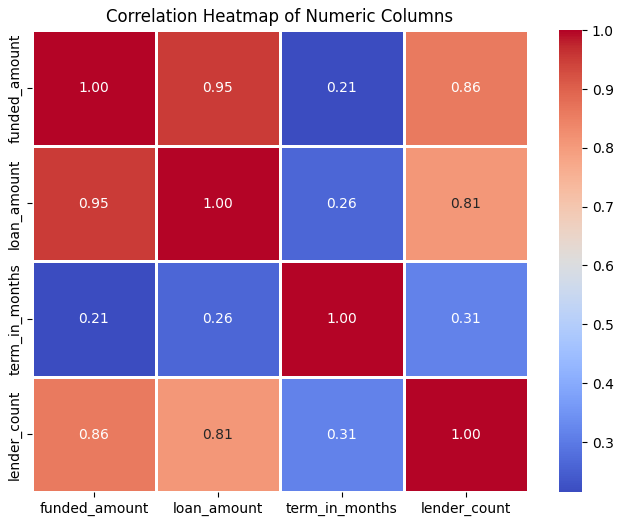 Correlation Heatmap of Numeric Columns
funded_amount
1.00 0.95 0.21 0.86
loan_amount
0.95 1.00 0.26 0.81
term_in_months
0.21 0.26 1.00 0.31
lender_count
0.86 0.81 0.31 1.00
funded_amount loan_amount term_in_months lender_count
1.0
0.9
0.8
0.7
0.6
0.5
0.4
0.3